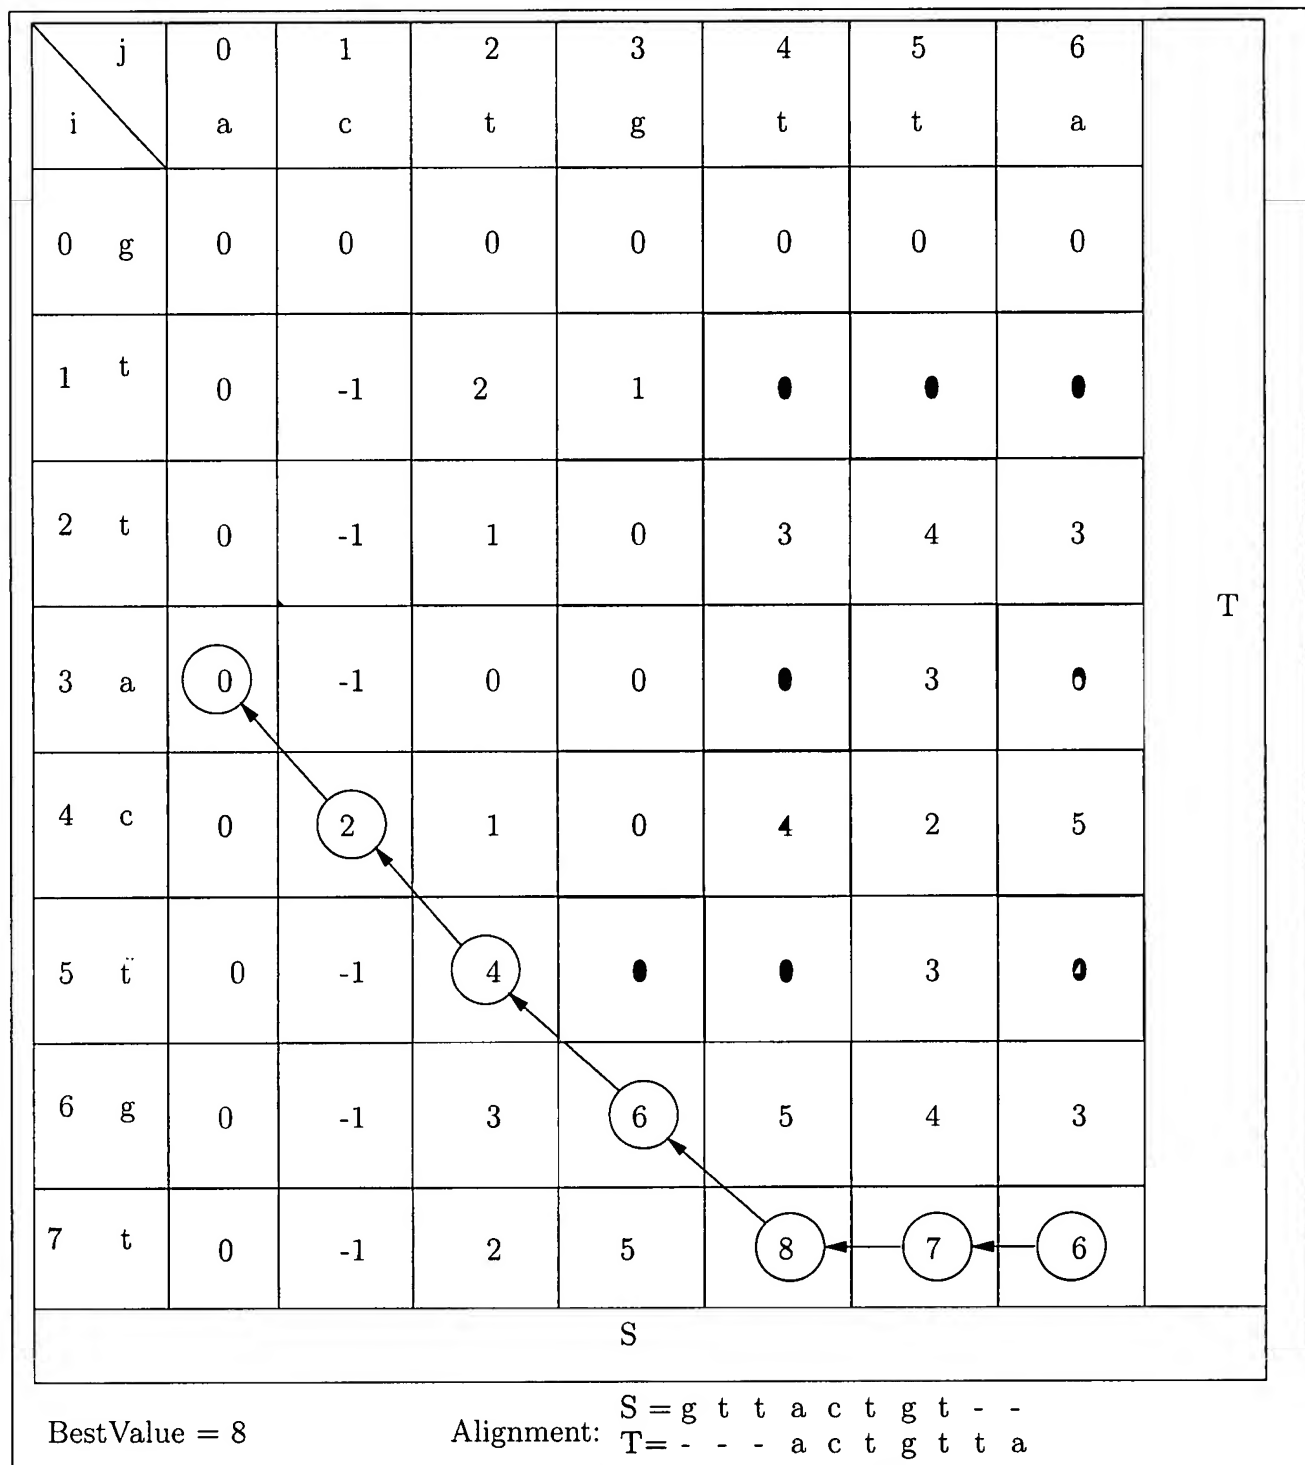 j 0 1 2 3 4 5 6
i a c t g t t a
0 g 0 0 0 0 0 0 0
1 t 0 -1 2 1
2 t 0 -1 1 0 3 4 3
T
3 a 0 -1 0 0 3
4 c 0 2 1 0 4 2 5
5 t 0 -1 4 3
6 g 0 -1 3 6 5 4 3
7 t 0 -1 2 5 8 7 6
S
BestValue = 8 Alignment: S = g t t a c t g t - -
T= - - - a c t g t t a